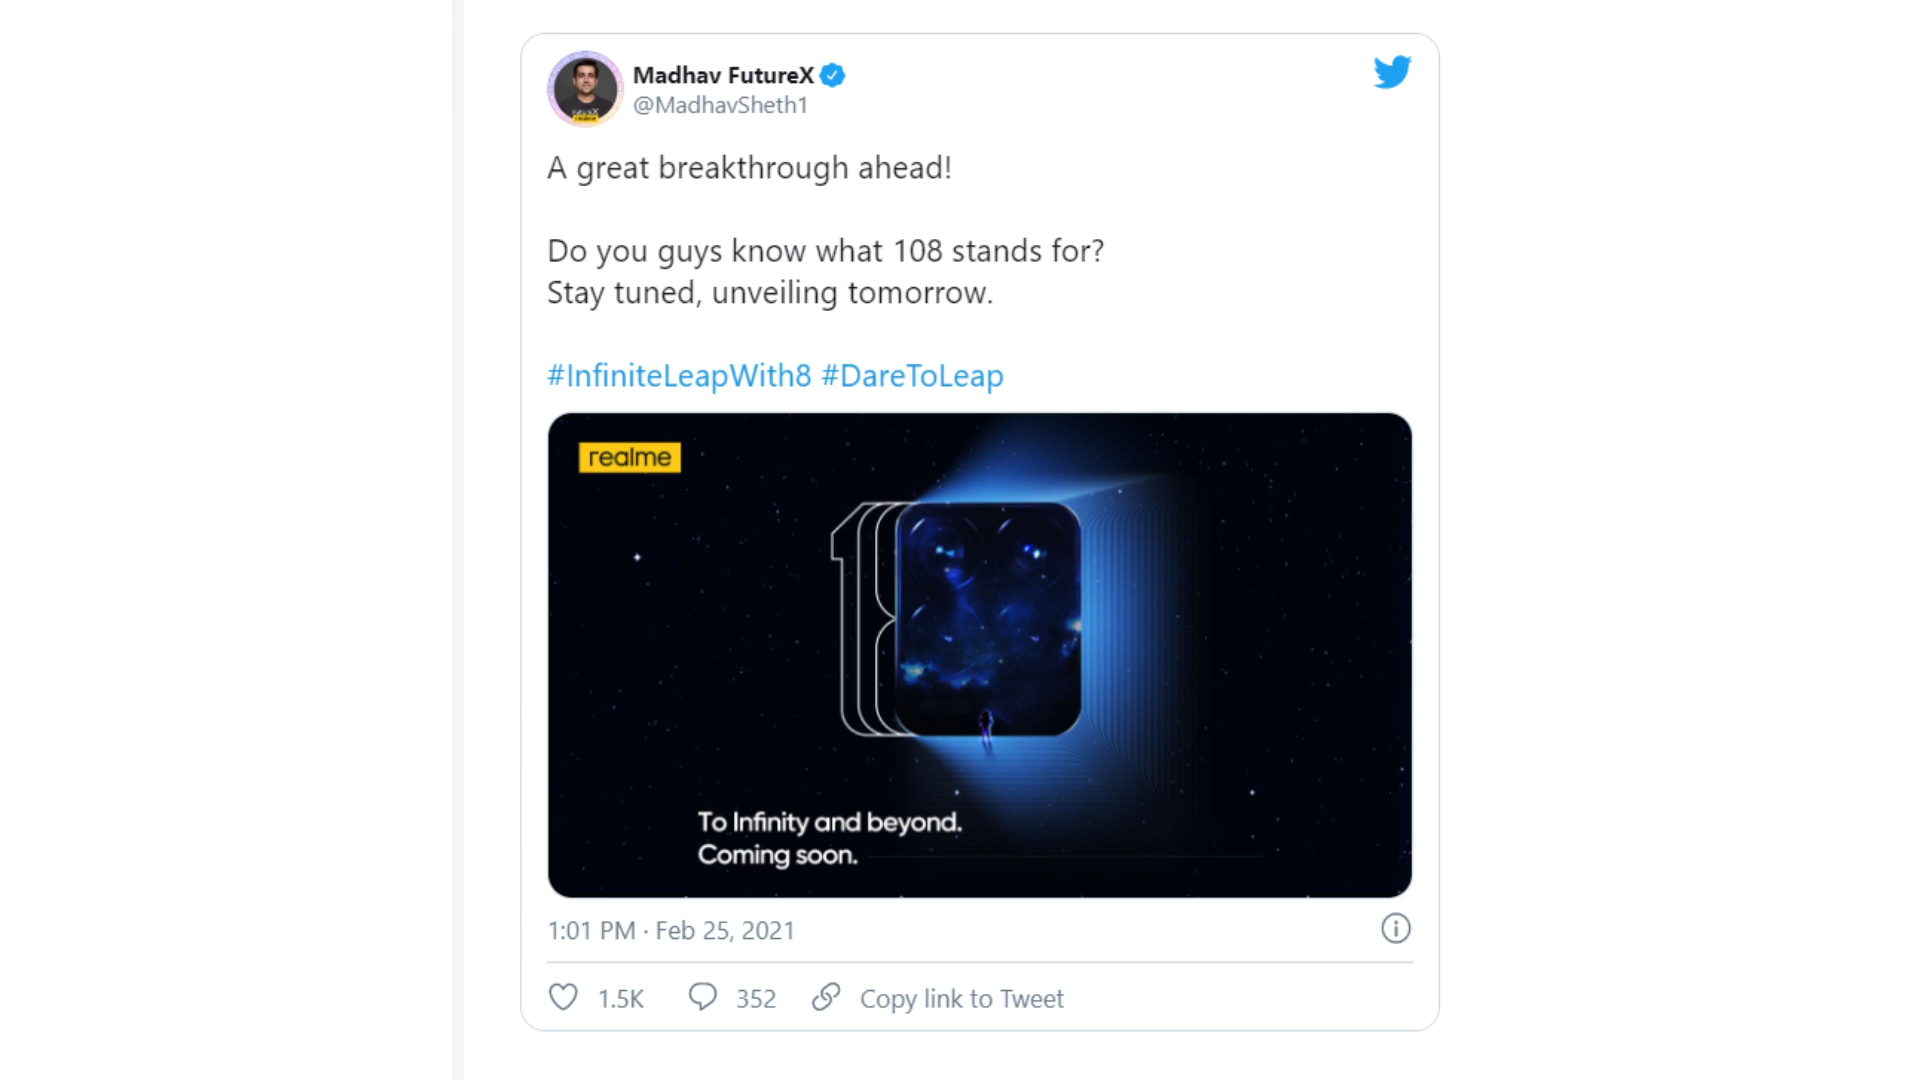 Madhav FutureX
@MadhavSheth1
A great breakthrough ahead!
Do you guys know what 108 stands for?
Stay tuned, unveiling tomorrow.
#InfiniteLeapWith8 #DareToLeap
realme
To Infinity and beyond.
Coming soon.
1:01 PM · Feb 25, 2021
1.5K 352 Copy link to Tweet